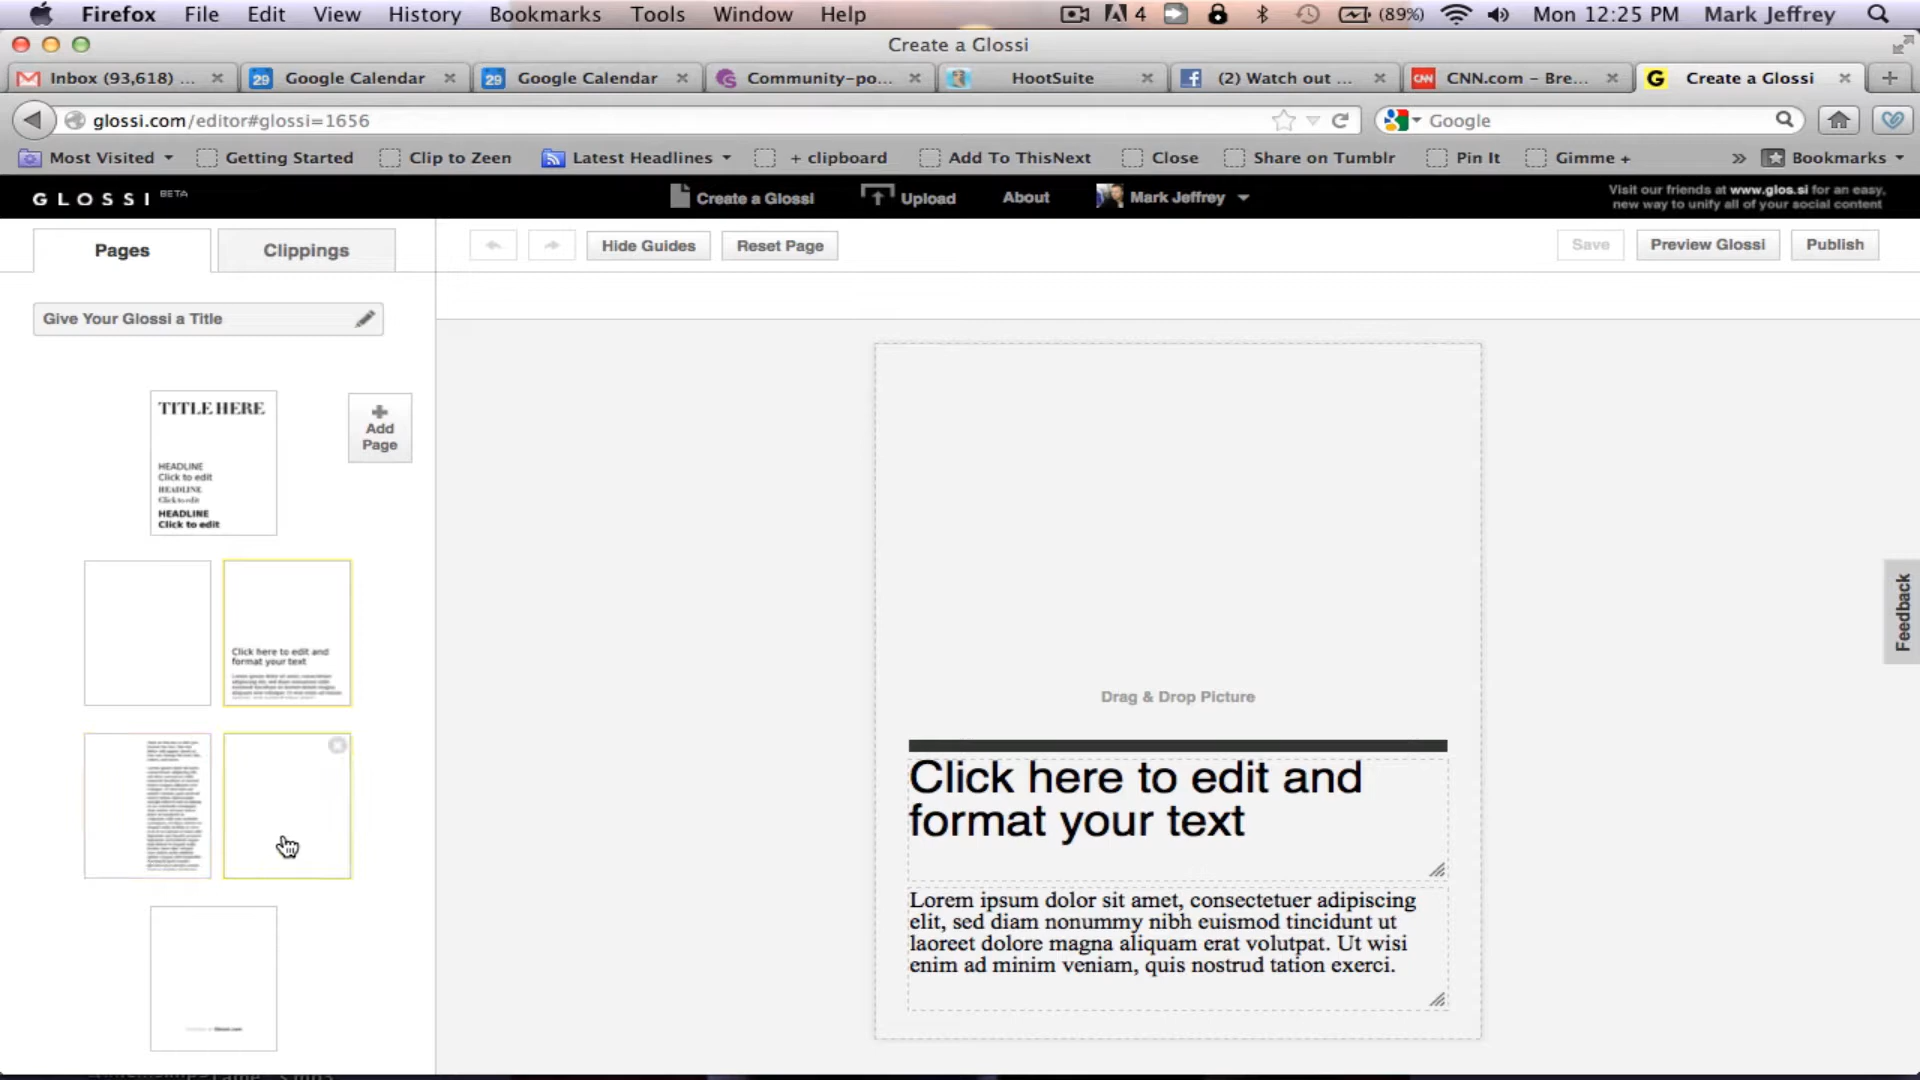 Firefox File Edit View History Bookmarks Tools Window Help 4 (89%) Mon 12:25 PM Mark Jeffrey
Create a Glossi
Inbox (93,618) ... Google Calendar Google Calendar Community-po... HootSuite (2) Watch out ... CNN.com - Bre... Create a Glossi
glossi.com/editor#glossi=1656 Google
Most Visited Getting Started Clip to Zeen Latest Headlines + clipboard Add To ThisNext Close Share on Tumblr Pin It Gimme + » Bookmarks
GLOSSI BETA Create a Glossi Upload About Mark Jeffrey Visit our friends at www.glos.si for an easy,
new way to unify all of your social content
Pages Clippings Hide Guides Reset Page Save Preview Glossi Publish
Give Your Glossi a Title
TITLE HERE
Add
Page
HEADLINE
Click to edit
HEADLINE
Click to edit
HEADLINE
Click to edit
Click here to edit and
format your text
Feedback
Drag & Drop Picture
Click here to edit and
format your text
Lorem ipsum dolor sit amet, consectetuer adipiscing
elit, sed diam nonummy nibh euismod tincidunt ut
laoreet dolore magna aliquam erat volutpat. Ut wisi
enim ad minim veniam, quis nostrud tation exerci.